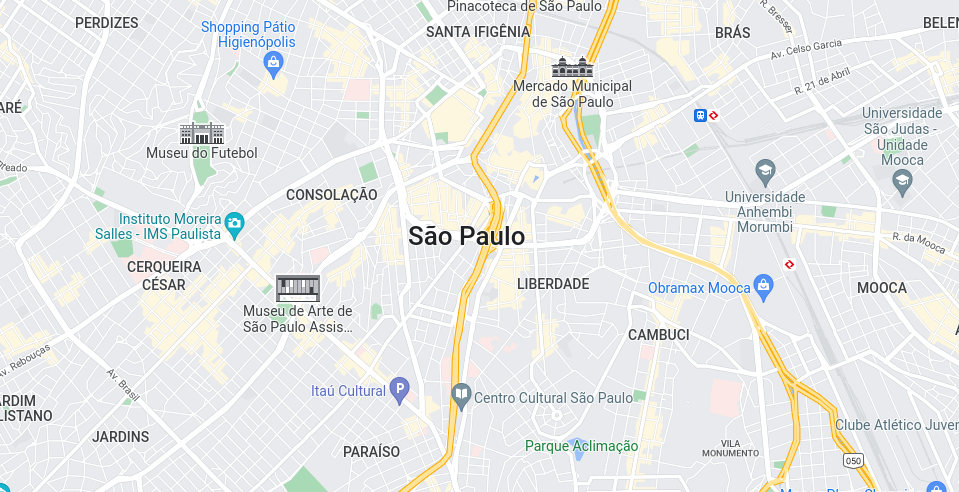 Pinacoteca de São Paulo
PERDIZES
Shopping Pátio
Higienópolis
SANTA IFIGÊNIA
BRÁS
R. Bresser
BELEN
Av. Celso Garcia
R. 21 de Abril
Mercado Municipal
de São Paulo
ARÉ
Universidade
São Judas -
Unidade
Mooca
Museu do Futebol
CONSOLAÇÃO
Universidade
Anhembi
Morumbi
Instituto Moreira
Salles - IMS Paulista
São Paulo
R. da Mooca
CERQUEIRA
CÉSAR
LIBERDADE
Obramax Mooca
MOOCA
Museu de Arte de
São Paulo Assis...
CAMBUCI
Av. Rebouças
Av. Brasil
Itaú Cultural
P
Centro Cultural São Paulo
ARDIM
LISTANO
JARDINS
Clube Atlético Juven
Parque Aclimação
VILA
MONUMENTO
PARAÍSO
050